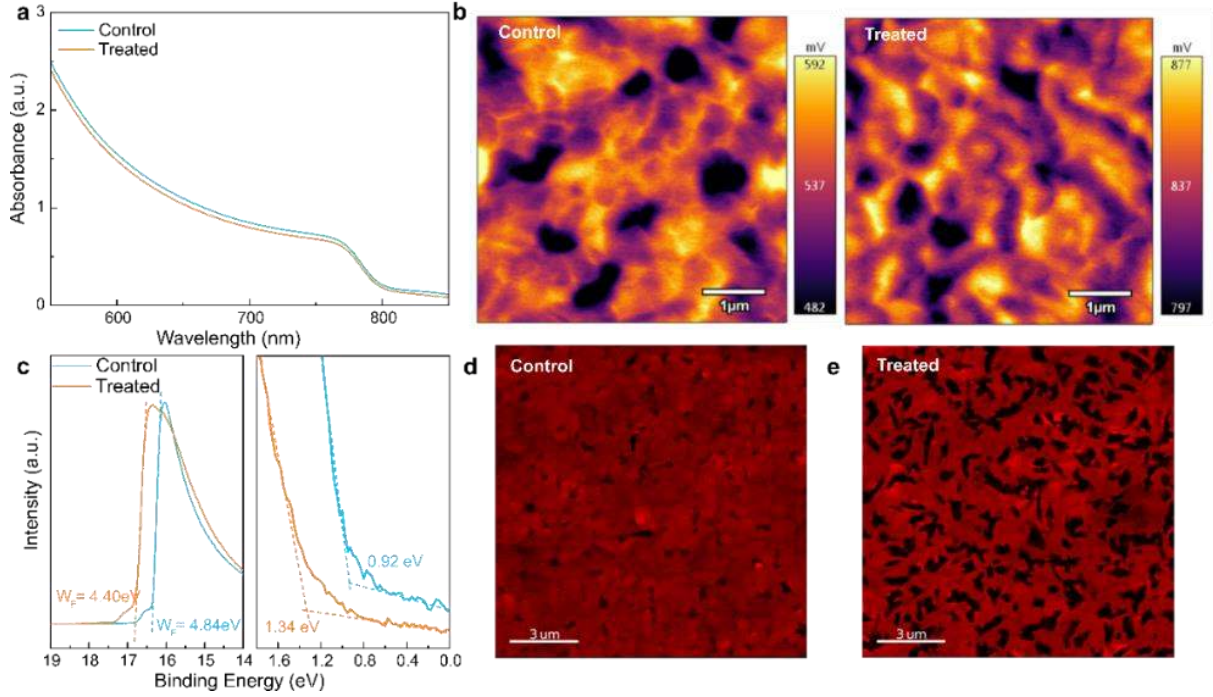 a
3
2
1
0
Control
Treated
Absorbance (a.u.)
600
700
800
Wavelength (nm)
b
Control
mV
592
537
482
1μm
Treated
mV
877
837
797
1μm
c
Control
Treated
Intensity (a.u.)
W_F= 4.40eV
W_F= 4.84eV
0.92 eV
1.34 eV
19
18
17
16
15
14
1.6
1.2
0.8
0.4
0.0
Binding Energy (eV)
d
Control
3 um
e
Treated
3 um